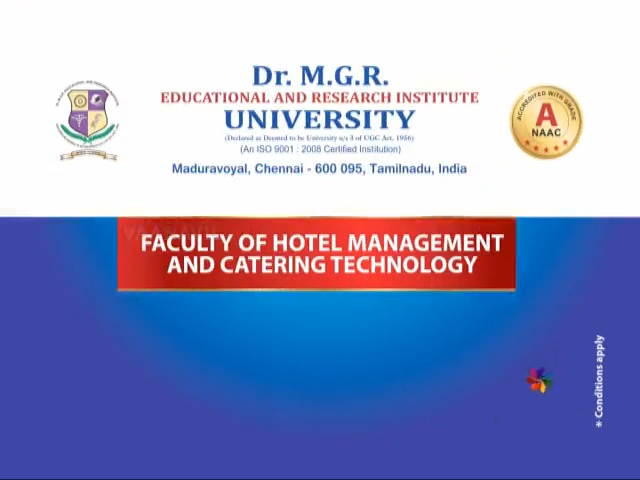 Dr. M.G.R.
EDUCATIONAL AND RESEARCH INSTITUTE
UNIVERSITY
(Declared as Deemed to be University u/s 3 of UGC Act, 1956)
(An ISO 9001 : 2008 Certified Institution)
Maduravoyal, Chennai - 600 095, Tamilnadu, India
ACCREDITED WITH GRADE
A
NAAC
FACULTY OF HOTEL MANAGEMENT
AND CATERING TECHNOLOGY
* Conditions apply